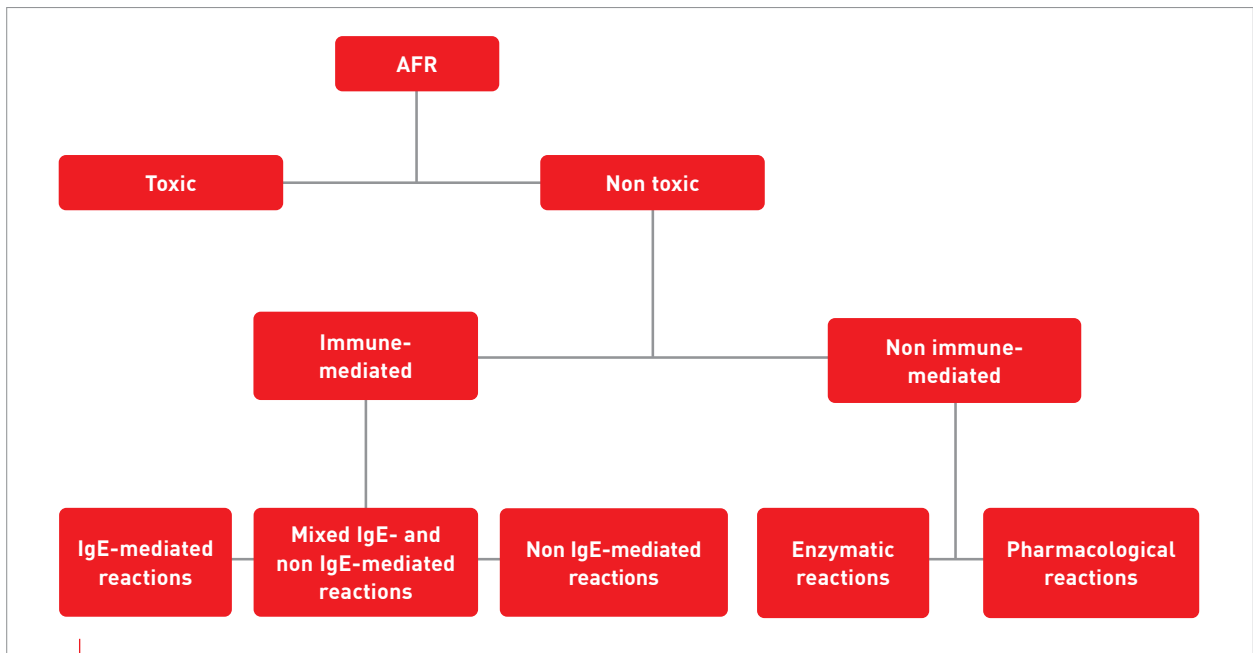 AFR
Toxic
Non toxic
Immune-
mediated
Non immune-
mediated
IgE-mediated
reactions
Mixed IgE- and
non IgE-mediated
reactions
Non IgE-mediated
reactions
Enzymatic
reactions
Pharmacological
reactions